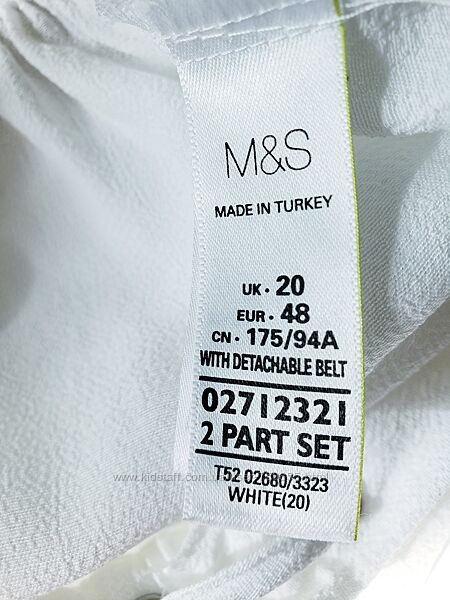 M&S
MADE IN TURKEY
UK · 20
EUR · 48
CN · 175/94A
WITH DETACHABLE BELT
02712321
2 PART SET
T52 02680/3323
WHITE(20)